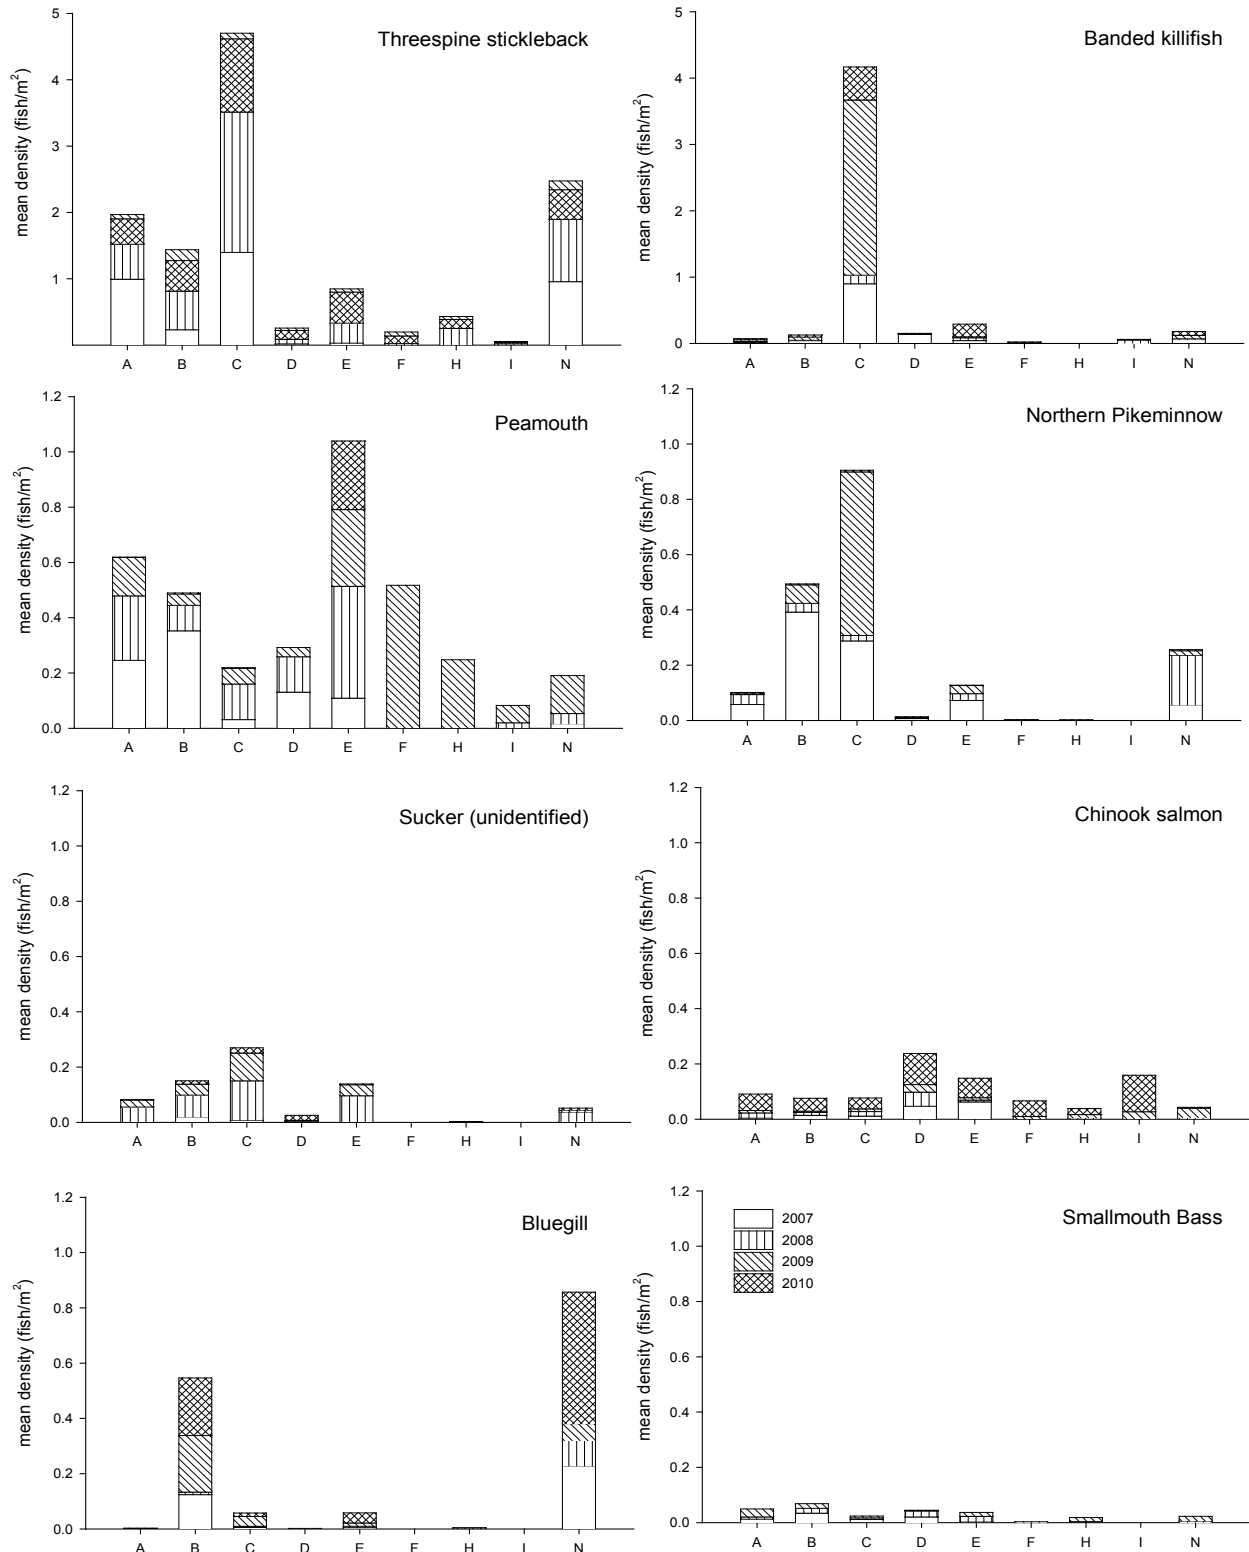 Threespine stickleback
mean density (fish/m²)
5
4
3
2
1
A B C D E F H I N
Banded killifish
mean density (fish/m²)
5
4
3
2
1
0
A B C D E F H I N
Peamouth
mean density (fish/m²)
1.2
1.0
0.8
0.6
0.4
0.2
0.0
A B C D E F H I N
Northern Pikeminnow
mean density (fish/m²)
1.2
1.0
0.8
0.6
0.4
0.2
0.0
A B C D E F H I N
Sucker (unidentified)
mean density (fish/m²)
1.2
1.0
0.8
0.6
0.4
0.2
0.0
A B C D E F H I N
Chinook salmon
mean density (fish/m²)
1.2
1.0
0.8
0.6
0.4
0.2
0.0
A B C D E F H I N
Bluegill
mean density (fish/m²)
1.2
1.0
0.8
0.6
0.4
0.2
0.0
A B C D E F H I N
Smallmouth Bass
mean density (fish/m²)
1.2
1.0
0.8
0.6
0.4
0.2
0.0
2007
2008
2009
2010
A B C D E F H I N